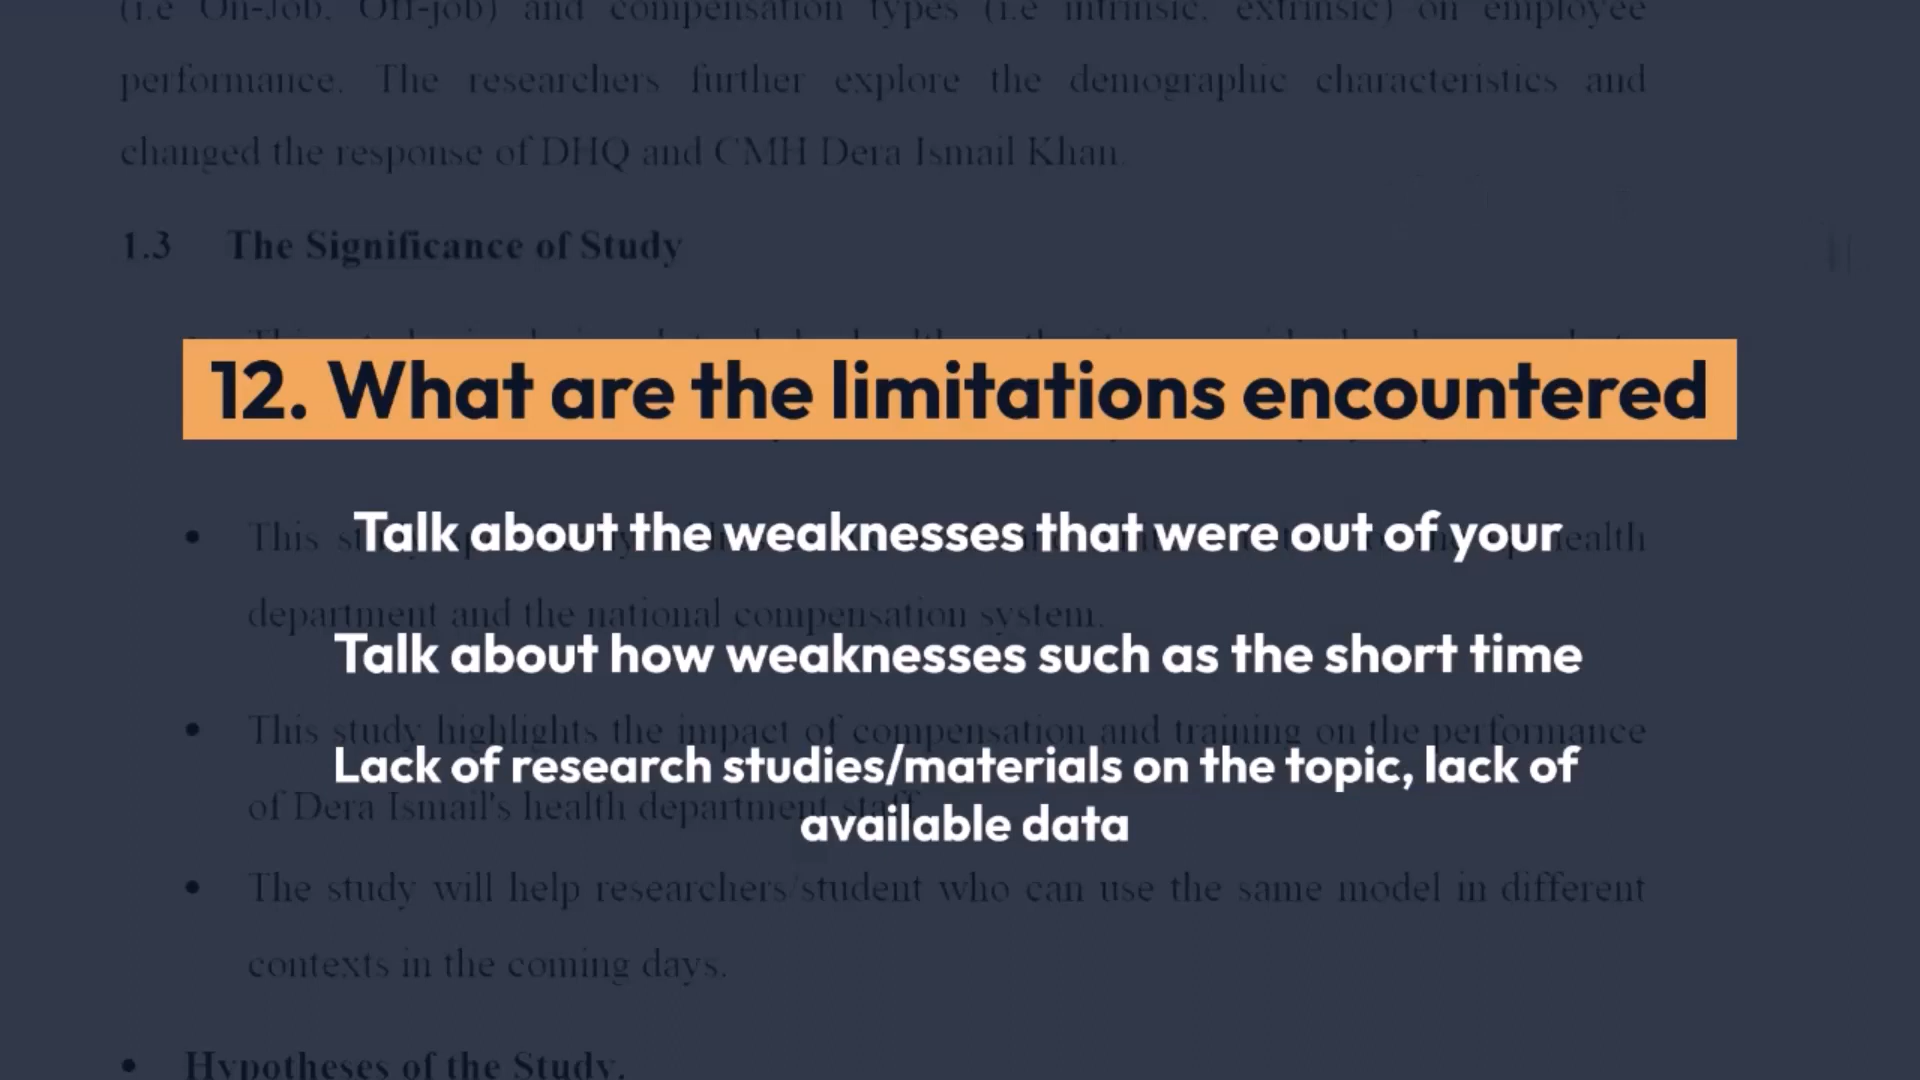 (i.e On-Job, Off-job) and compensation types (i.e intrinsic, extrinsic) on employee
performance. The researchers further explore the demographic characteristics and
changed the response of DHQ and CMH Dera Ismail Khan.
1.3 The Significance of Study
12. What are the limitations encountered
Talk about the weaknesses that were out of your
• This health
department and the national compensation system.
Talk about how weaknesses such as the short time
• This study highlights the impact of compensation and training on the performance
Lack of research studies/materials on the topic, lack of
of Dera Ismail's health department staff
available data
• The study will help researchers/student who can use the same model in different
contexts in the coming days.
• Hypotheses of the Study.